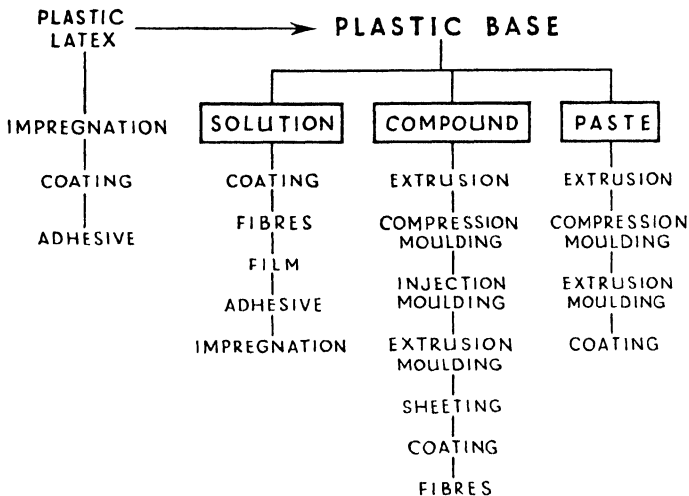 PLASTIC
LATEX
IMPREGNATION
COATING
ADHESIVE
PLASTIC BASE
SOLUTION
COATING
FIBRES
FILM
ADHESIVE
IMPREGNATION
COMPOUND
EXTRUSION
COMPRESSION
MOULDING
INJECTION
MOULDING
EXTRUSION
MOULDING
SHEETING
COATING
FIBRES
PASTE
EXTRUSION
COMPRESSION
MOULDING
EXTRUSION
MOULDING
COATING